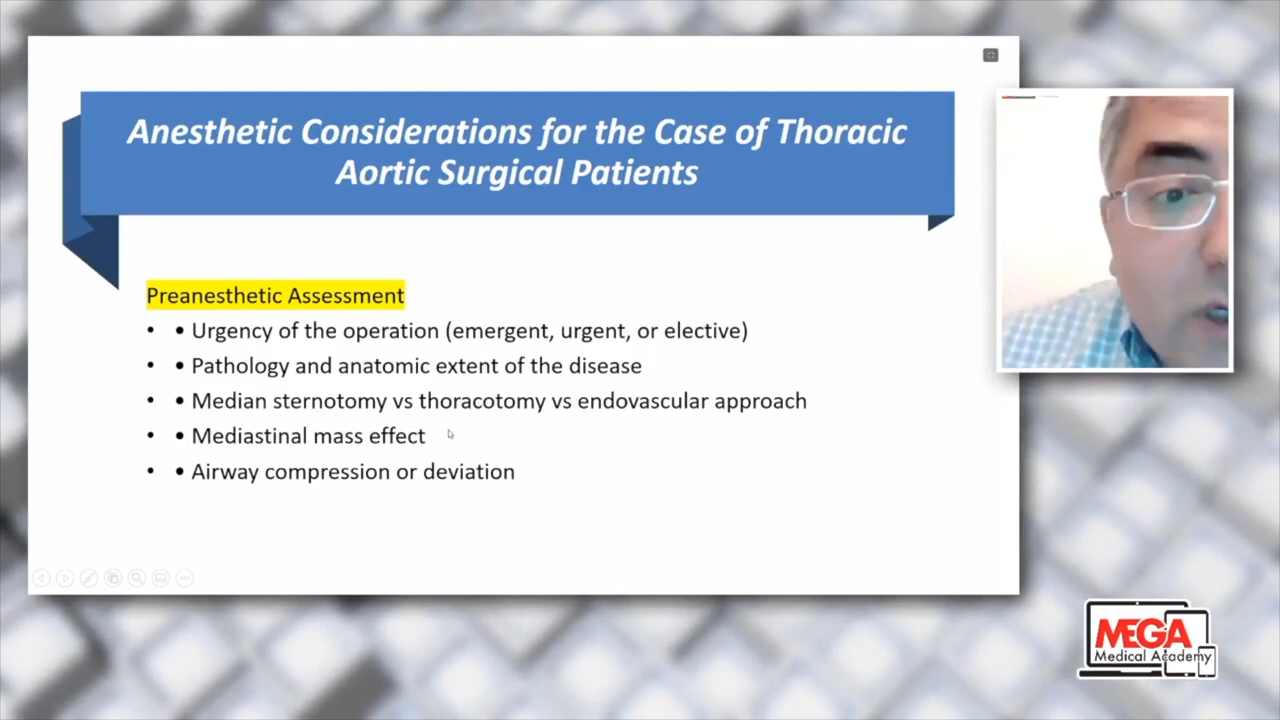 Anesthetic Considerations for the Case of Thoracic
Aortic Surgical Patients
Preanesthetic Assessment
• • Urgency of the operation (emergent, urgent, or elective)
• • Pathology and anatomic extent of the disease
• • Median sternotomy vs thoracotomy vs endovascular approach
• • Mediastinal mass effect
• • Airway compression or deviation
MEGA
Medical Academy